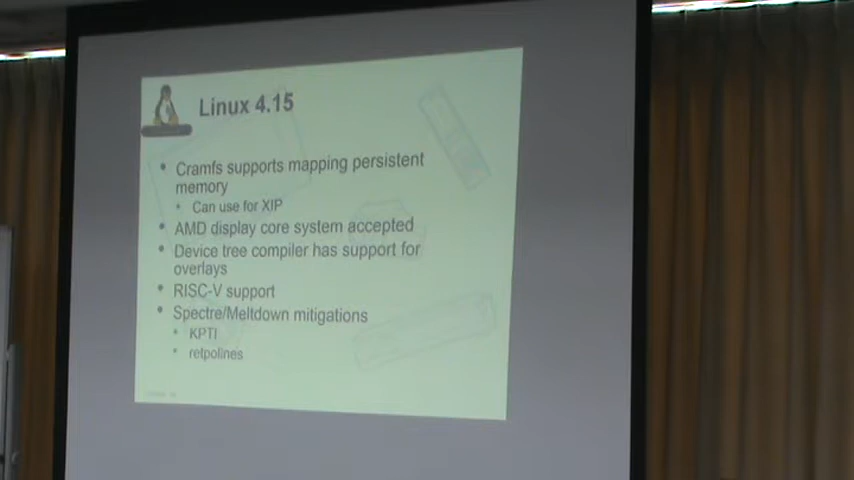 Linux 4.15
• Cramfs supports mapping persistent
memory
• Can use for XIP
• AMD display core system accepted
• Device tree compiler has support for
overlays
• RISC-V support
• Spectre/Meltdown mitigations
• KPTI
• retpolines